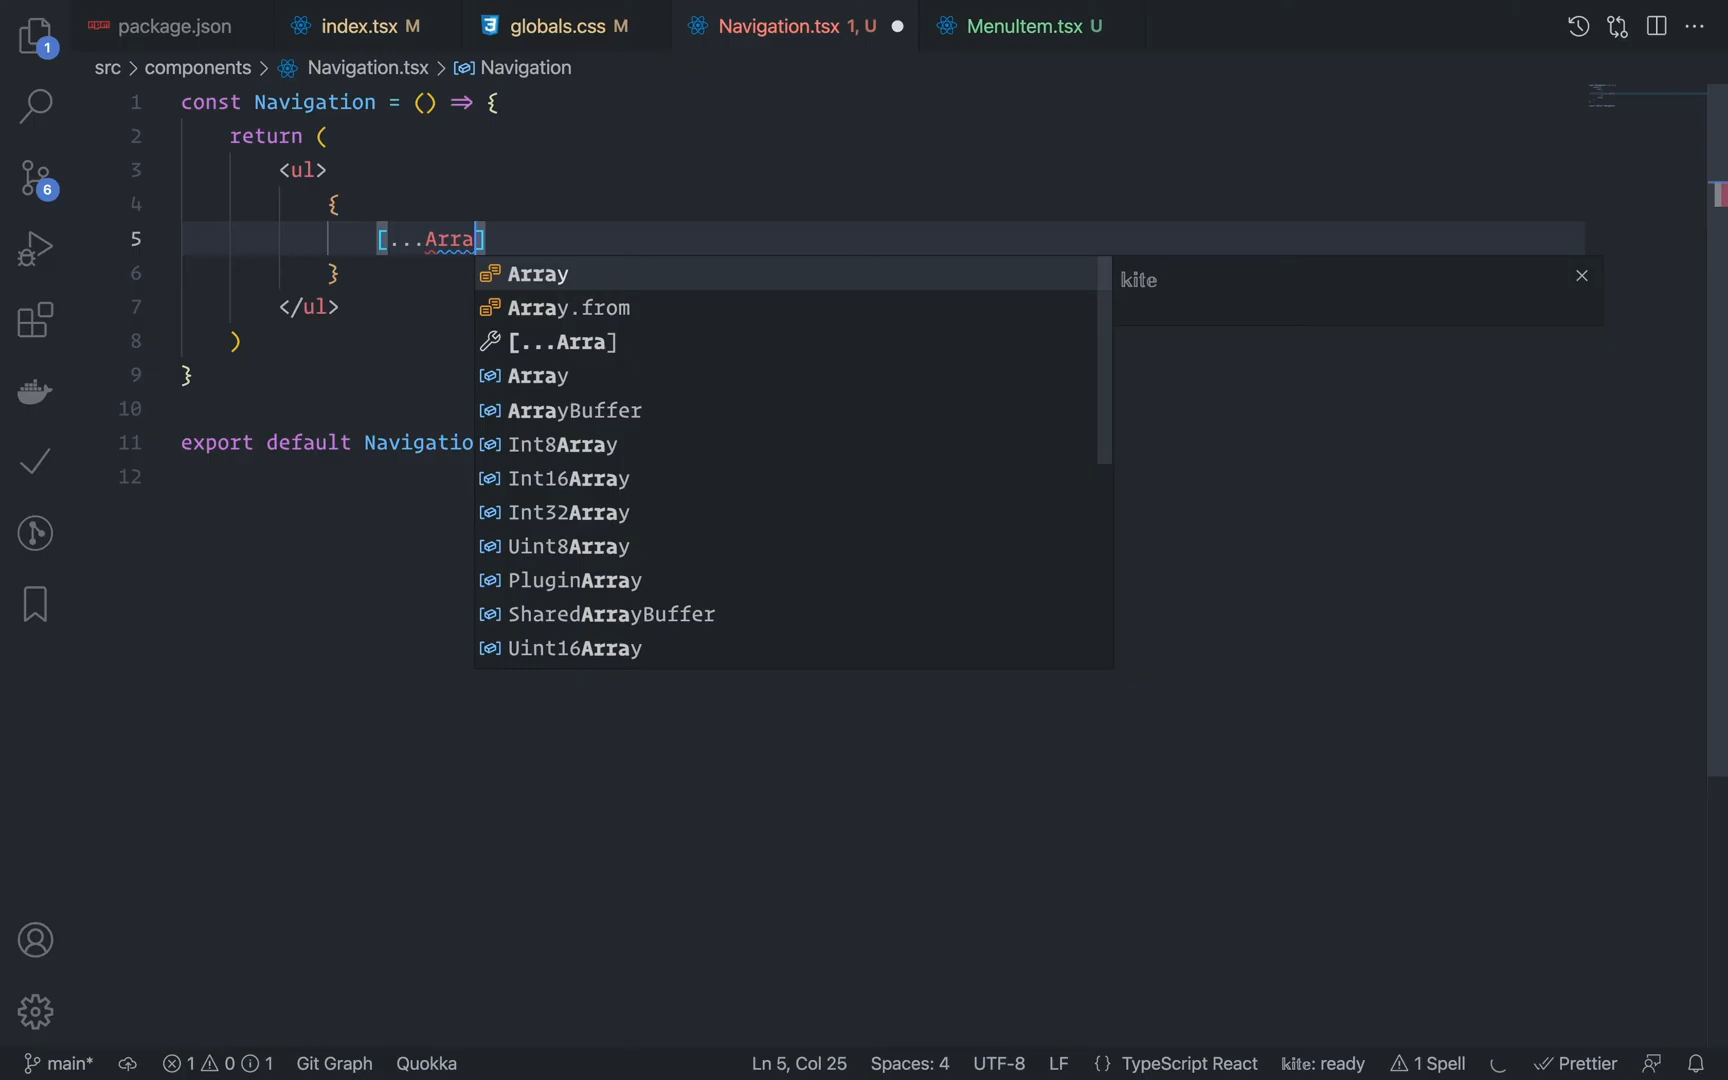 package.json index.tsx M globals.css M Navigation.tsx 1, U MenuItem.tsx U
src > components > Navigation.tsx > Navigation
1 const Navigation = () => {
2 return (
3 <ul>
4 {
5 [...Arra]
6 }
7 </ul>
8 )
9 }
10
11 export default Navigatio
12
Array
Array.from
[...Arra]
Array
ArrayBuffer
Int8Array
Int16Array
Int32Array
Uint8Array
PluginArray
SharedArrayBuffer
Uint16Array
kite
1
6
main* 1 0 1 Git Graph Quokka Ln 5, Col 25 Spaces: 4 UTF-8 LF {} TypeScript React kite: ready 1 Spell Prettier